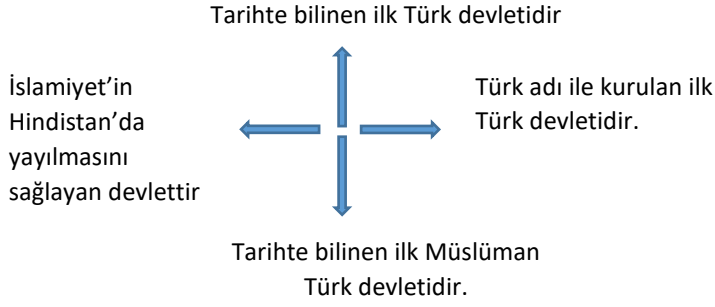 Tarihte bilinen ilk Türk devletidir
İslamiyet’in
Hindistan’da
yayılmasını
sağlayan devlettir
Türk adı ile kurulan ilk
Türk devletidir.
Tarihte bilinen ilk Müslüman
Türk devletidir.